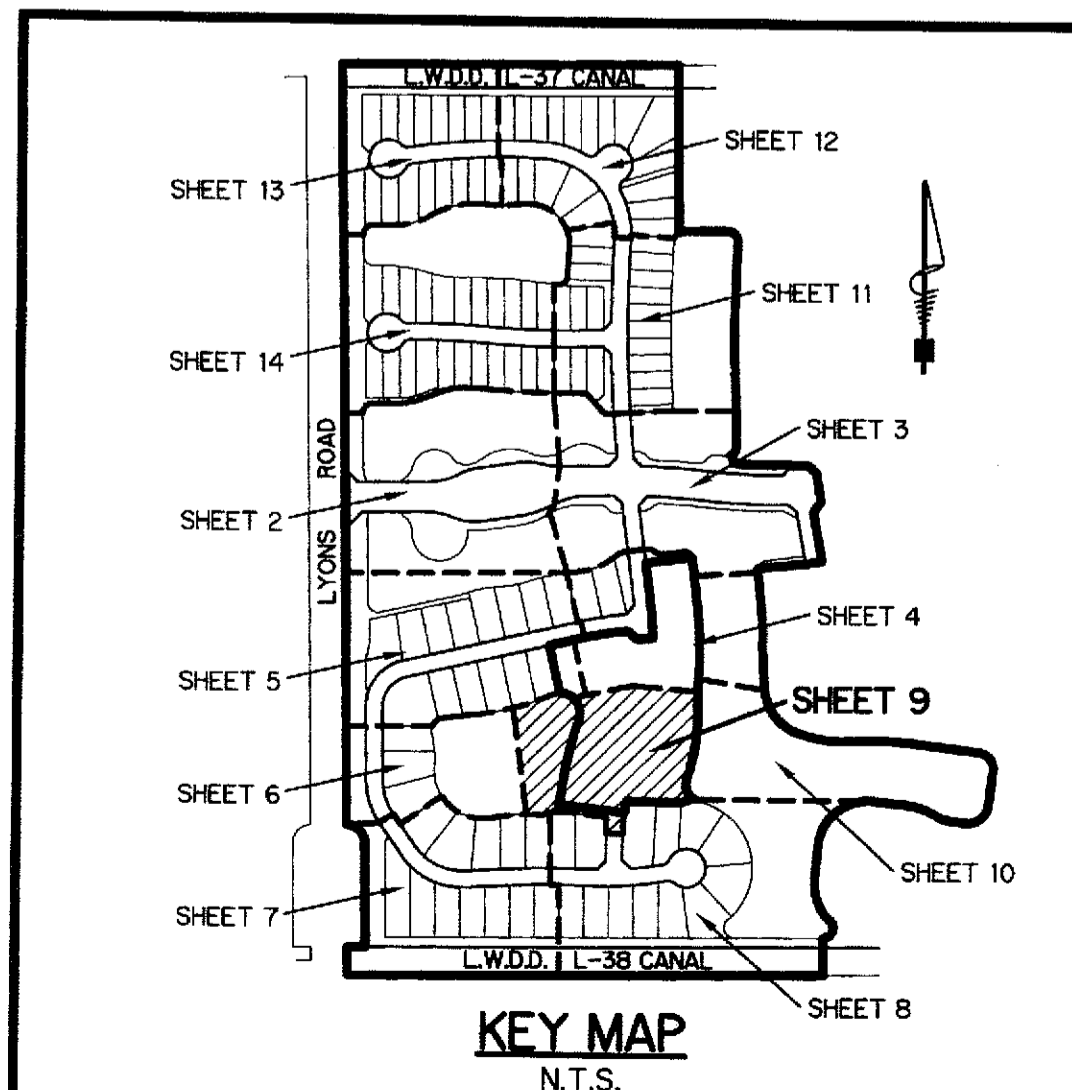 L.W.D.D. L-37 CANAL
SHEET 12
SHEET 13
SHEET 11
SHEET 14
SHEET 3
LYONS ROAD
SHEET 2
SHEET 4
SHEET 5
SHEET 9
SHEET 6
SHEET 10
SHEET 7
L.W.D.D. L-38 CANAL
SHEET 8
KEY MAP
N.T.S.